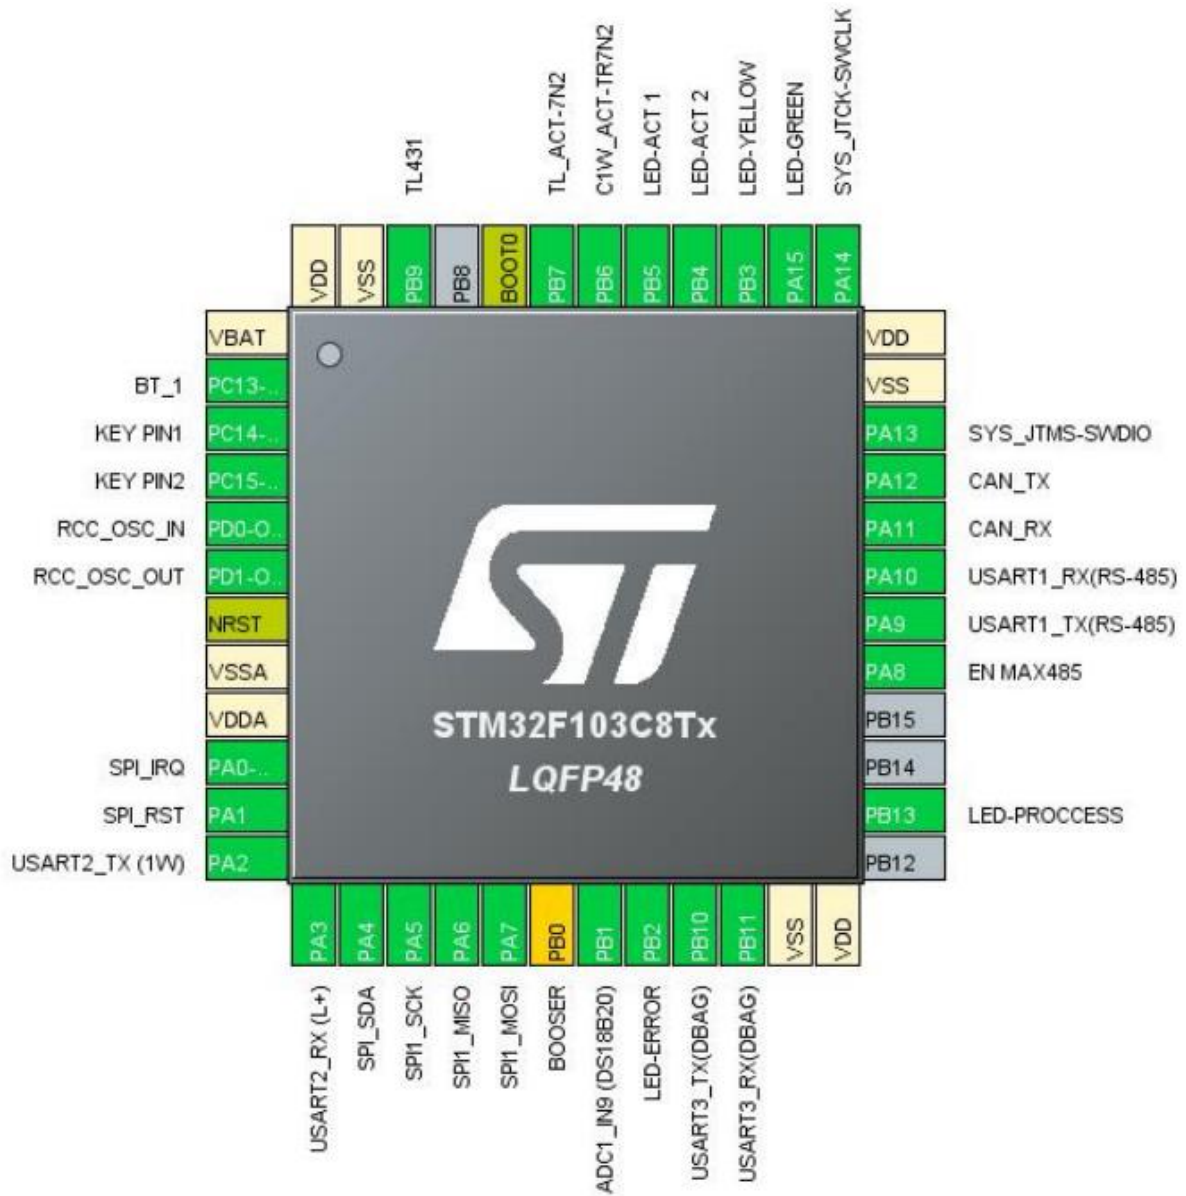 TL431
TL_ACT-7N2
C1W_ACT-TR7N2
LED-ACT 1
LED-ACT 2
LED-YELLOW
LED-GREEN
SYS_JTCK-SWCLK
VDD
VSS
PB9
PB8
BOOT0
PB7
PB6
PB5
PB4
PB3
PA15
PA14
VBAT
BT_1 PC13-..
KEY PIN1 PC14-..
KEY PIN2 PC15-..
RCC_OSC_IN PD0-O..
RCC_OSC_OUT PD1-O..
NRST
VSSA
VDDA
SPI_IRQ PA0-..
SPI_RST PA1
USART2_TX (1W) PA2
ST
STM32F103C8Tx
LQFP48
VDD
VSS
PA13 SYS_JTMS-SWDIO
PA12 CAN_TX
PA11 CAN_RX
PA10 USART1_RX(RS-485)
PA9 USART1_TX(RS-485)
PA8 EN MAX485
PB15
PB14
PB13 LED-PROCCESS
PB12
PA3
PA4
PA5
PA6
PA7
PB0
PB1
PB2
PB10
PB11
VSS
VDD
USART2_RX (L+)
SPI_SDA
SPI1_SCK
SPI1_MISO
SPI1_MOSI
BOOSER
ADC1_IN9 (DS18B20)
LED-ERROR
USART3_TX(DBAG)
USART3_RX(DBAG)